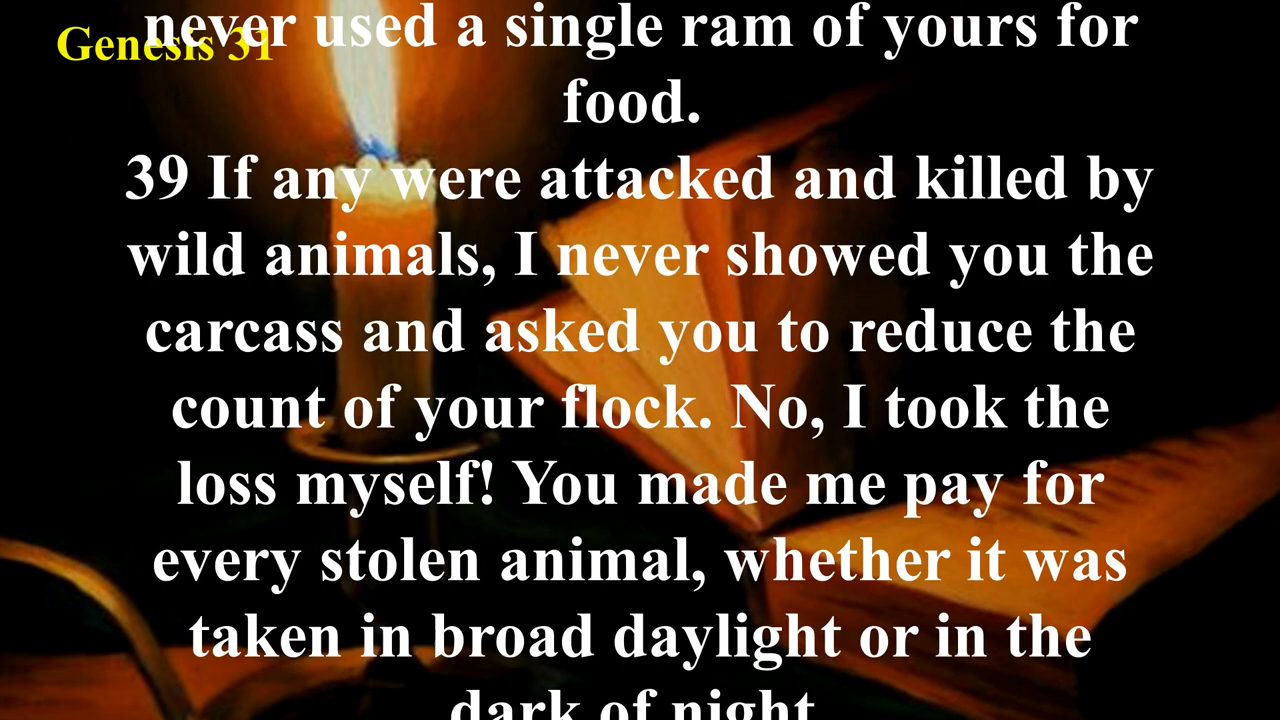 never used a single ram of yours for
Genesis 31
food.
39 If any were attacked and killed by
wild animals, I never showed you the
carcass and asked you to reduce the
count of your flock. No, I took the
loss myself! You made me pay for
every stolen animal, whether it was
taken in broad daylight or in the
dark of night.